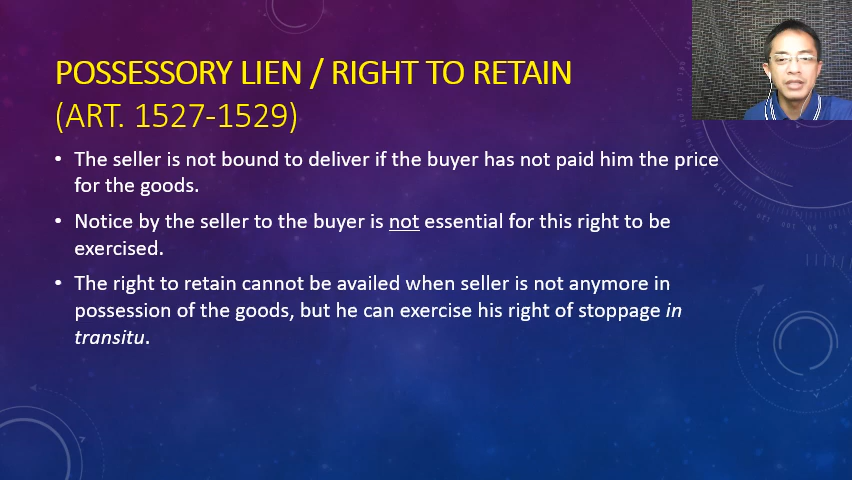 POSSESSORY LIEN / RIGHT TO RETAIN
(ART. 1527-1529)
• The seller is not bound to deliver if the buyer has not paid him the price
for the goods.
• Notice by the seller to the buyer is not essential for this right to be
exercised.
• The right to retain cannot be availed when seller is not anymore in
possession of the goods, but he can exercise his right of stoppage in
transitu.